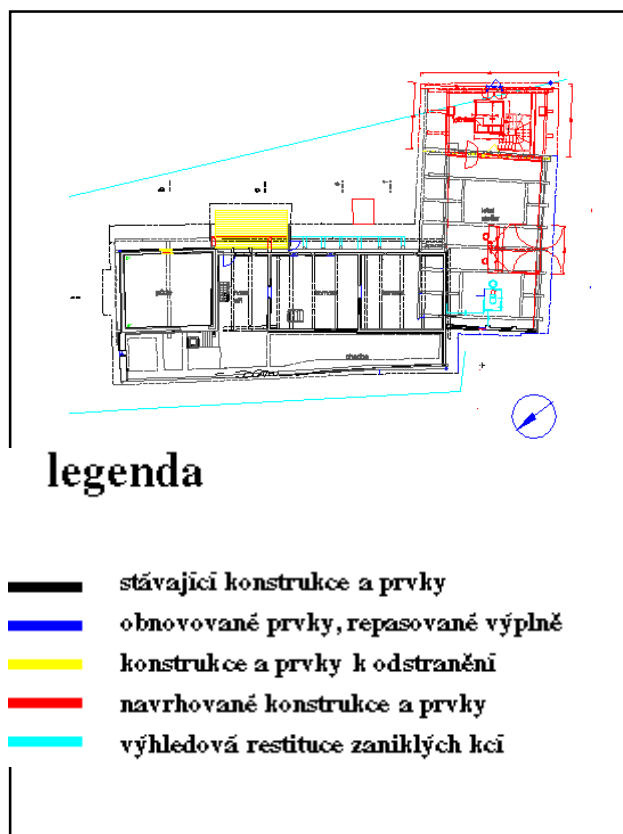 legenda
stávající konstrukce a prvky
obnovované prvky, repasované výplně
konstrukce a prvky k odstranění
navrhované konstrukce a prvky
výhledová restituce zaniklých kcí